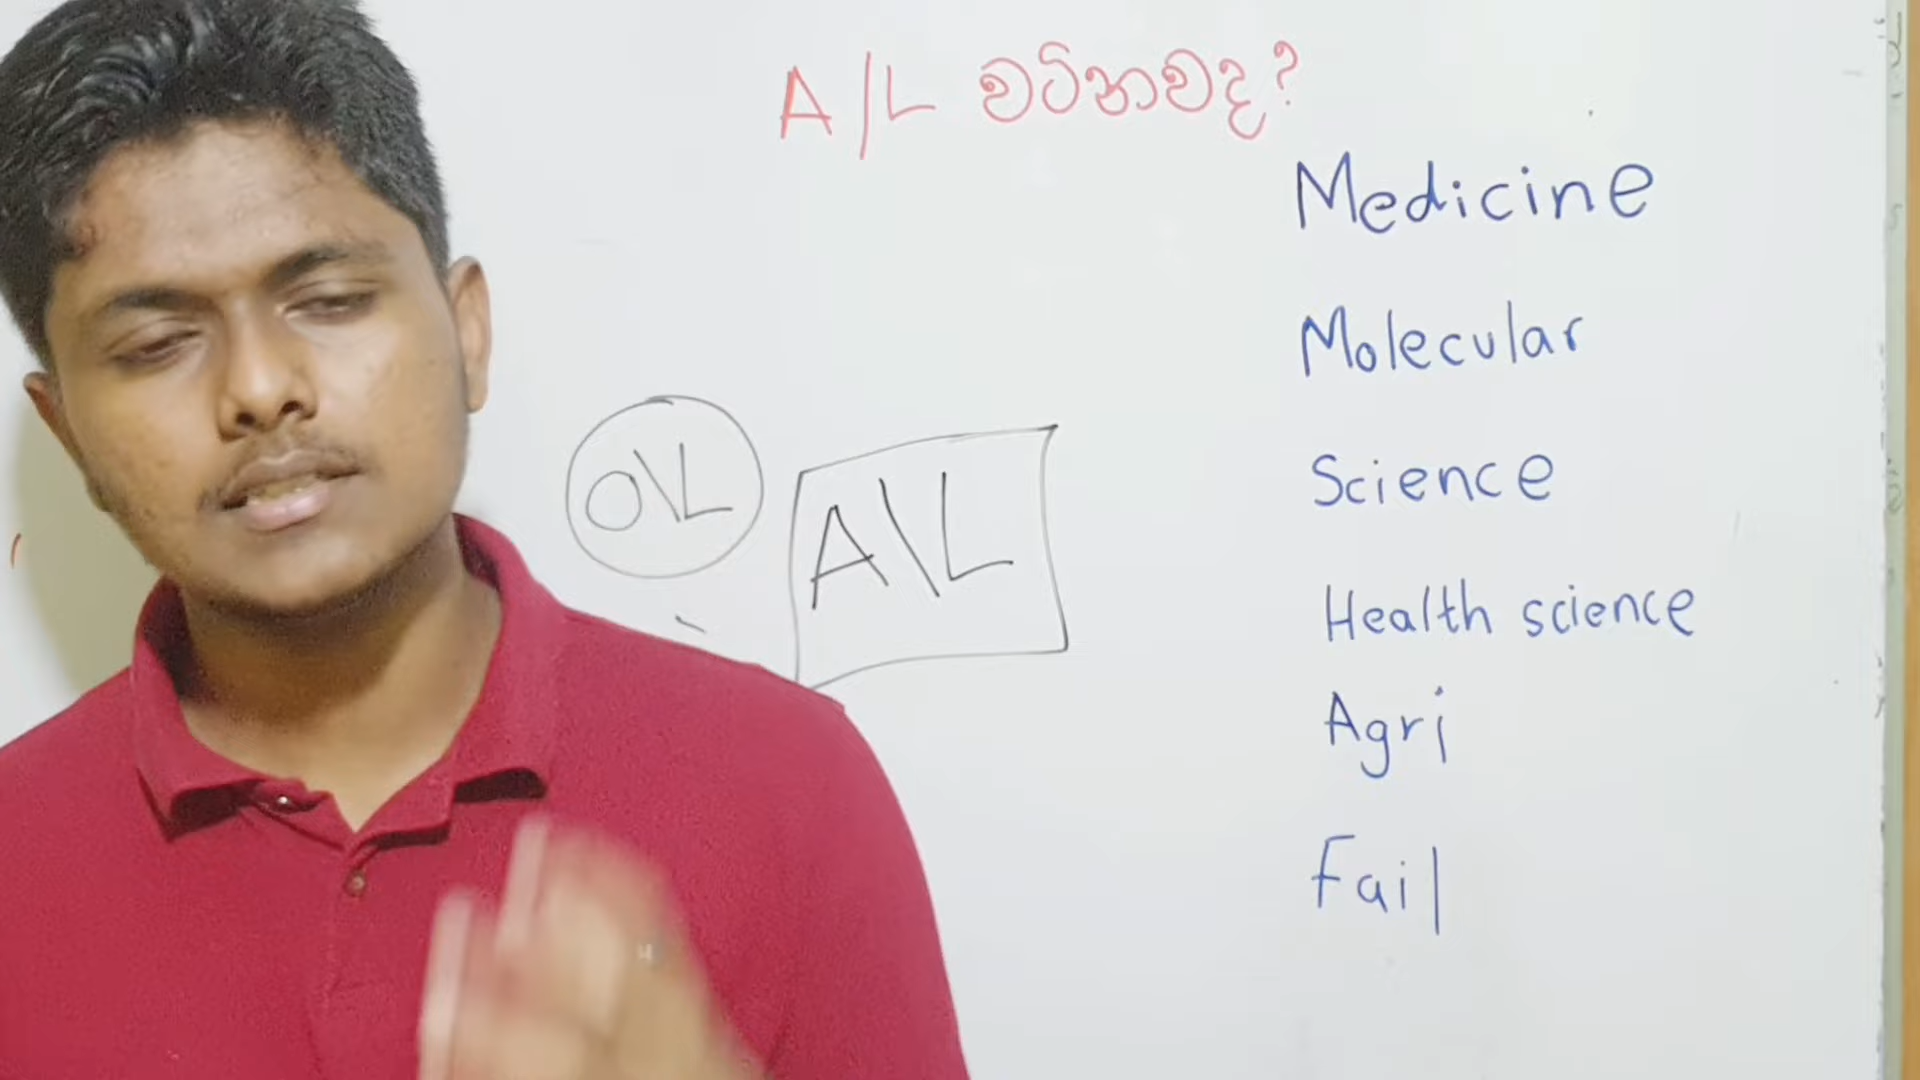 A/L වටිනවද?
Medicine
Molecular
Science
Health science
Agri
Fail
O\L
A\L